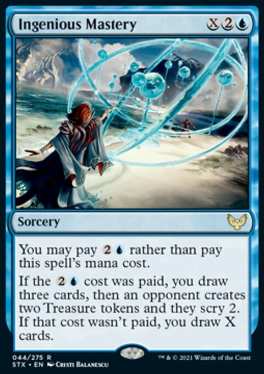 Ingenious Mastery X2
Sorcery
You may pay 2 rather than pay
this spell's mana cost.
If the 2 cost was paid, you draw
three cards, then an opponent creates
two Treasure tokens and they scry 2.
If that cost wasn't paid, you draw X
cards.
044/275 R
STX • EN CRISTI BALANESCU
™ & © 2021 Wizards of the Coast